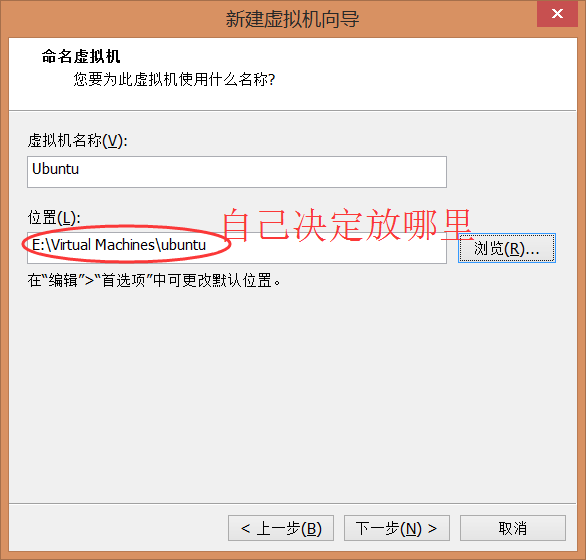 新建虚拟机向导
命名虚拟机
您要为此虚拟机使用什么名称?
虚拟机名称(V):
Ubuntu
位置(L):
自己决定放哪里
E:\Virtual Machines\ubuntu
浏览(R)...
在“编辑”>“首选项”中可更改默认位置。
< 上一步(B)
下一步(N) >
取消